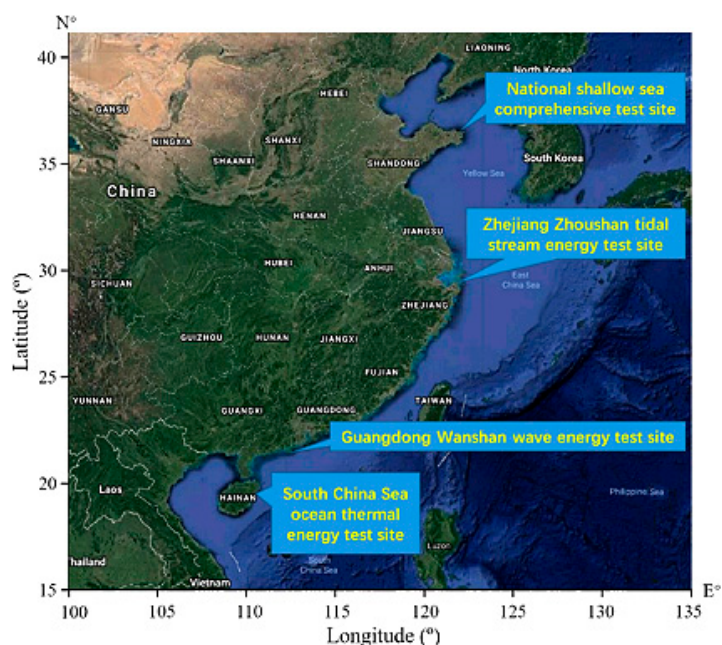 N°
40
35
30
25
20
15
100
105
110
115
120
125
130
135
E°
Latitude (º)
Longitude (º)
LIAONING
North Korea
GANSU
HEBEI
National shallow sea
comprehensive test site
NINGXIA
SHANXI
SHAANXI
SHANDONG
South Korea
Yellow Sea
China
HENAN
JIANGSU
Zhejiang Zhoushan tidal
stream energy test site
HUBEI
ANHUI
SICHUAN
East
China Sea
ZHEJIANG
GUIZHOU
HUNAN
JIANGXI
FUJIAN
YUNNAN
TAIWAN
GUANGXI
GUANGDONG
Guangdong Wanshan wave energy test site
Laos
HAINAN
South China Sea
ocean thermal
energy test site
Philippine Sea
Luzon
hailand
South
China Sea
Vietnam